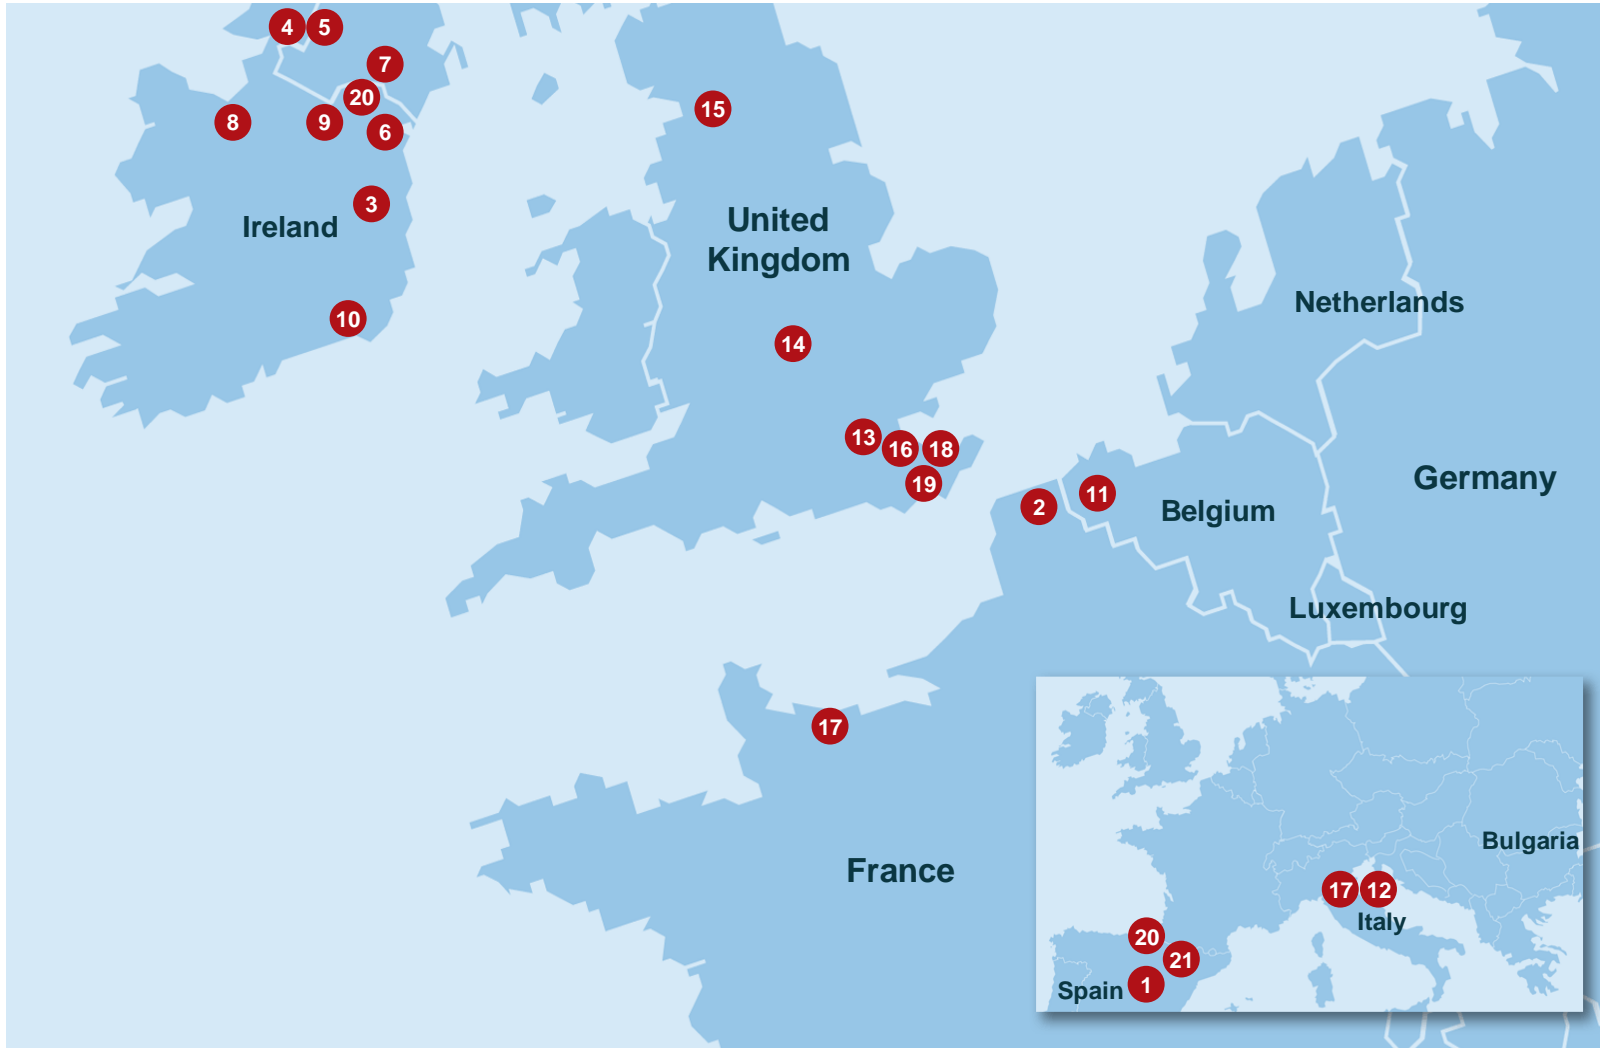 4 5
7
20
15
8 9 6
3
Ireland
United
Kingdom
Netherlands
10
14
13
16 18
Germany
19
11
2
Belgium
Luxembourg
17
France
Bulgaria
17 12
Italy
20
21
Spain 1